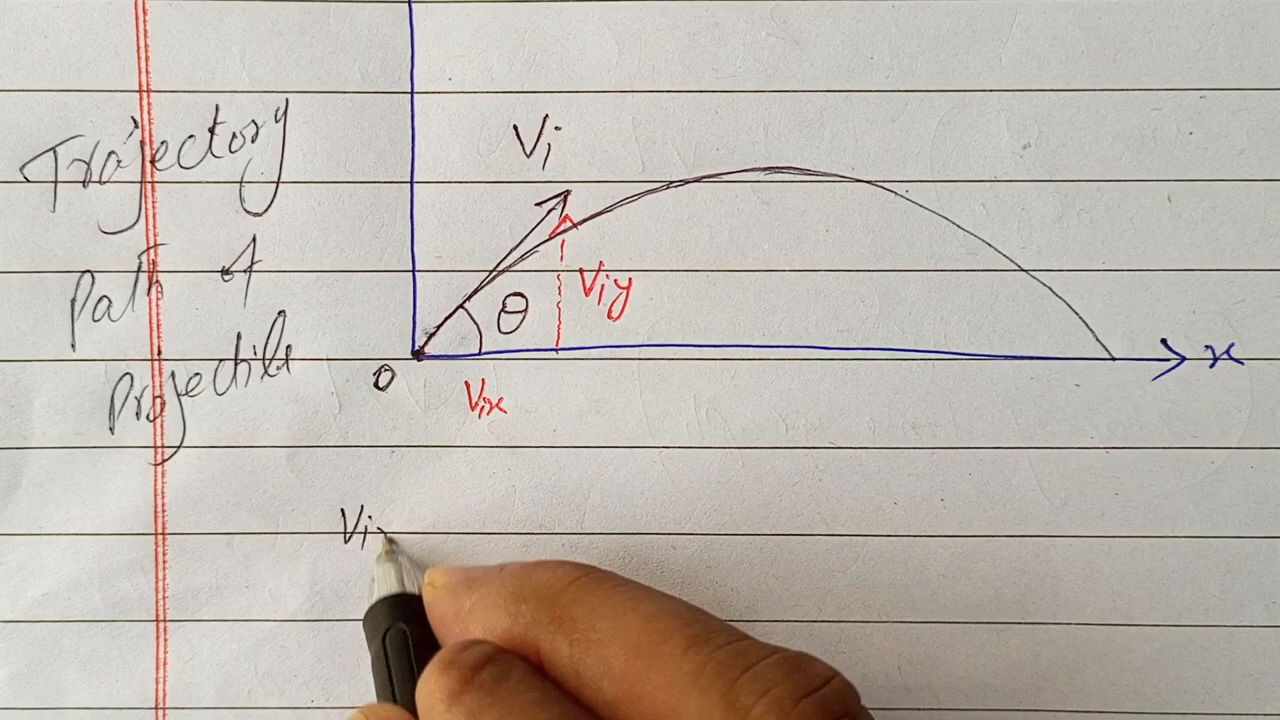 Trajectory
Path of
Projectile
Vi
Viy
θ
x
O
Vix
Vi